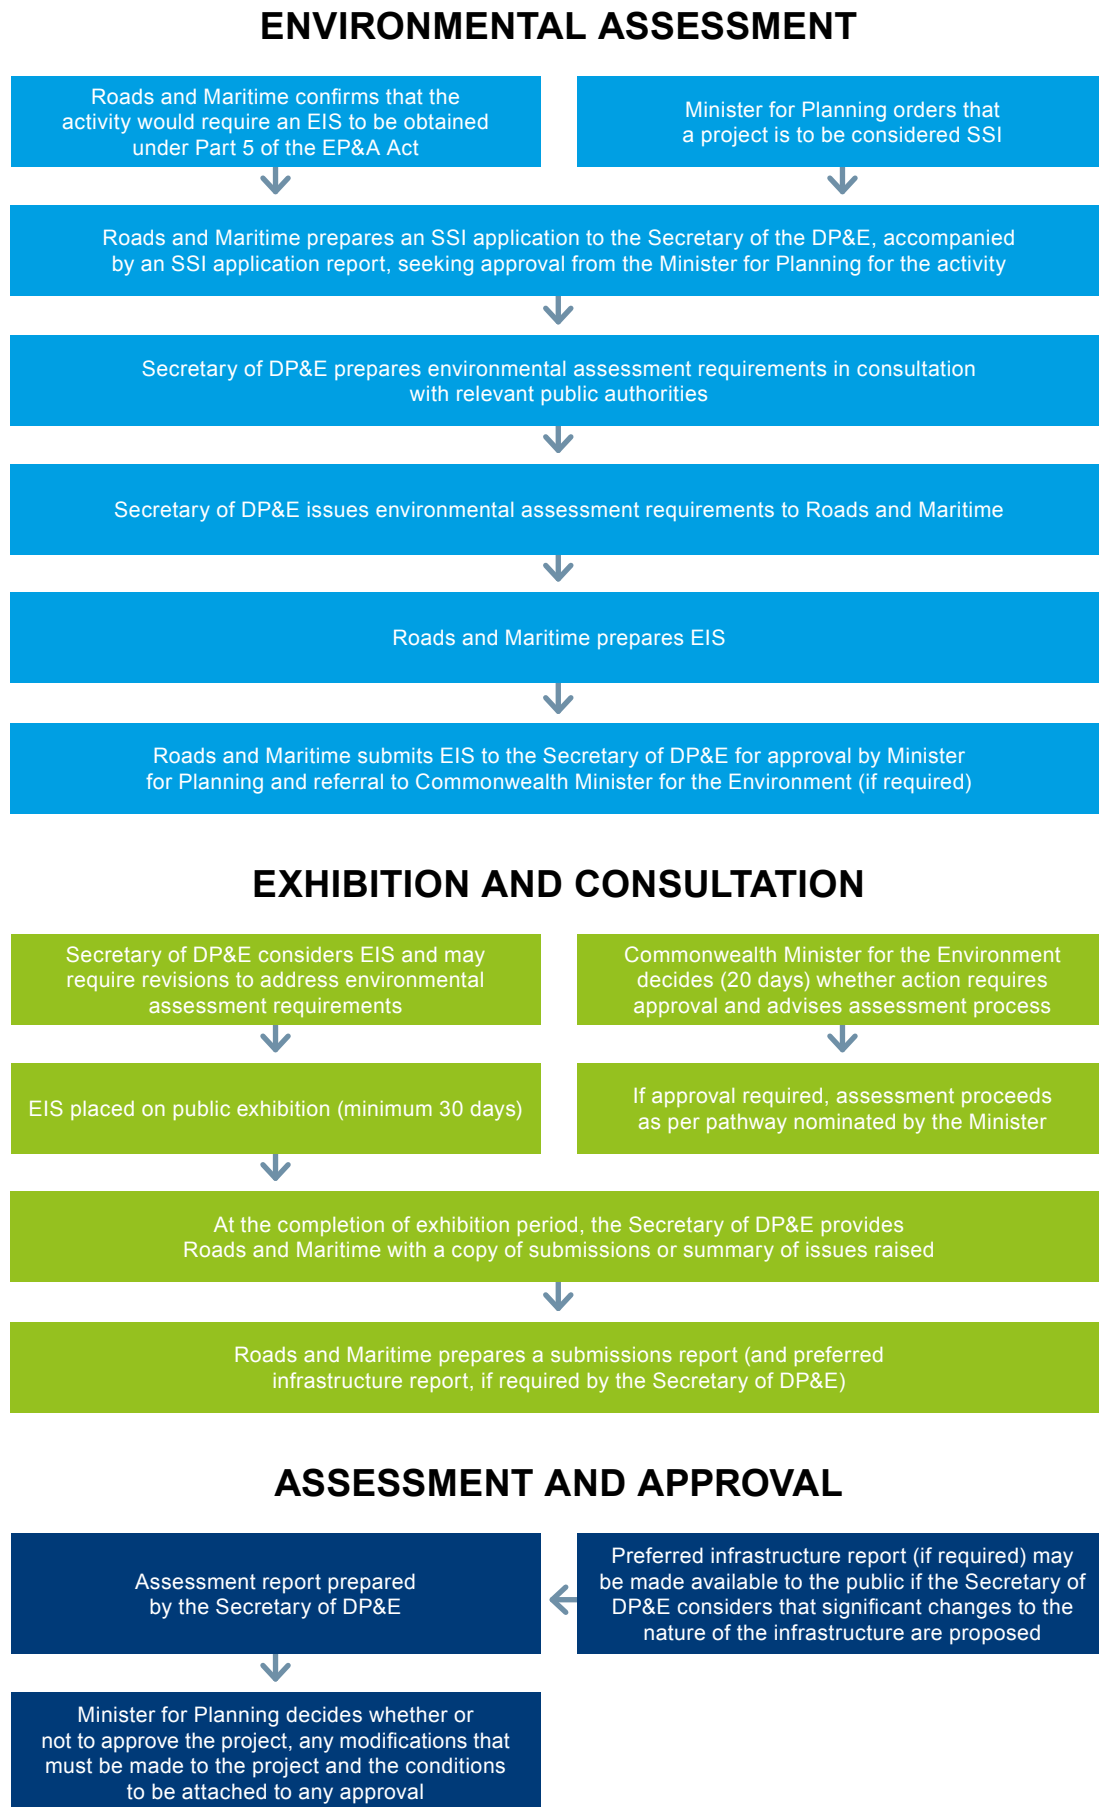 ENVIRONMENTAL ASSESSMENT
Roads and Maritime confirms that the
activity would require an EIS to be obtained
under Part 5 of the EP&A Act
Minister for Planning orders that
a project is to be considered SSI
Roads and Maritime prepares an SSI application to the Secretary of the DP&E, accompanied
by an SSI application report, seeking approval from the Minister for Planning for the activity
Secretary of DP&E prepares environmental assessment requirements in consultation
with relevant public authorities
Secretary of DP&E issues environmental assessment requirements to Roads and Maritime
Roads and Maritime prepares EIS
Roads and Maritime submits EIS to the Secretary of DP&E for approval by Minister
for Planning and referral to Commonwealth Minister for the Environment (if required)
EXHIBITION AND CONSULTATION
Secretary of DP&E considers EIS and may
require revisions to address environmental
assessment requirements
Commonwealth Minister for the Environment
decides (20 days) whether action requires
approval and advises assessment process
EIS placed on public exhibition (minimum 30 days)
If approval required, assessment proceeds
as per pathway nominated by the Minister
At the completion of exhibition period, the Secretary of DP&E provides
Roads and Maritime with a copy of submissions or summary of issues raised
Roads and Maritime prepares a submissions report (and preferred
infrastructure report, if required by the Secretary of DP&E)
ASSESSMENT AND APPROVAL
Assessment report prepared
by the Secretary of DP&E
Preferred infrastructure report (if required) may
be made available to the public if the Secretary of
DP&E considers that significant changes to the
nature of the infrastructure are proposed
Minister for Planning decides whether or
not to approve the project, any modifications that
must be made to the project and the conditions
to be attached to any approval